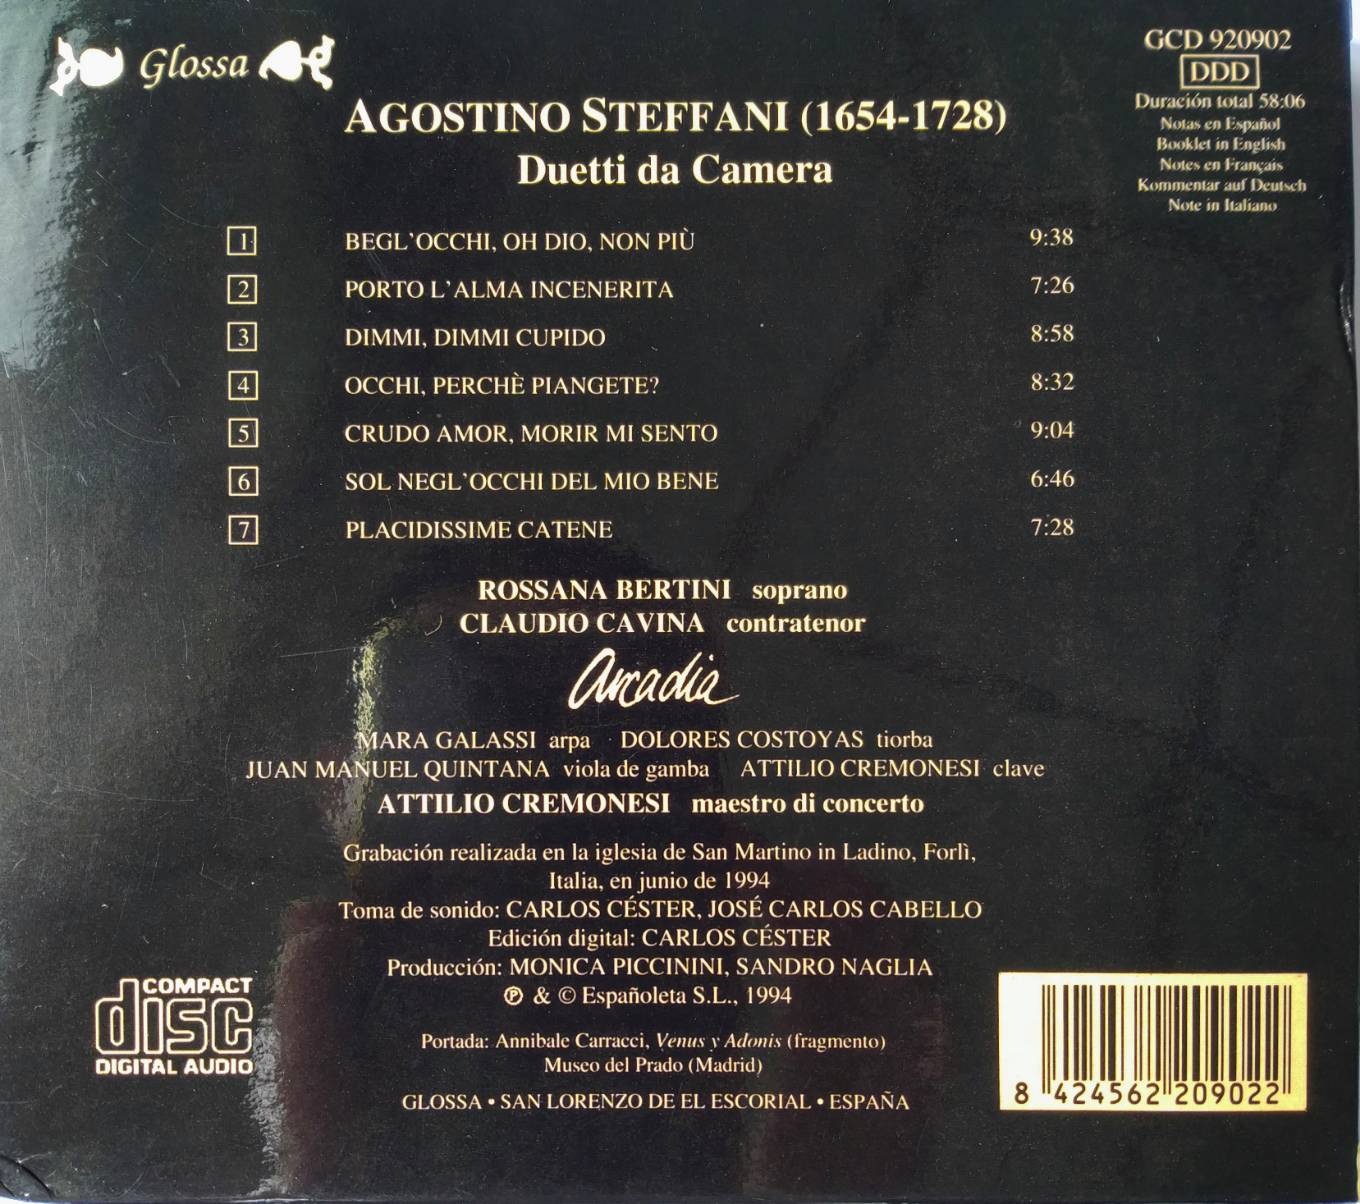 Glossa
GCD 920902
DDD
Duración total 58:06
Notas en Español
Booklet in English
Notes en Français
Kommentar auf Deutsch
Note in Italiano
AGOSTINO STEFFANI (1654-1728)
Duetti da Camera
1 BEGL'OCCHI, OH DIO, NON PIÙ 9:38
2 PORTO L'ALMA INCENERITA 7:26
3 DIMMI, DIMMI CUPIDO 8:58
4 OCCHI, PERCHÈ PIANGETE? 8:32
5 CRUDO AMOR, MORIR MI SENTO 9:04
6 SOL NEGL'OCCHI DEL MIO BENE 6:46
7 PLACIDISSIME CATENE 7:28
ROSSANA BERTINI soprano
CLAUDIO CAVINA contratenor
Arcadia
MARA GALASSI arpa DOLORES COSTOYAS tiorba
JUAN MANUEL QUINTANA viola de gamba ATTILIO CREMONESI clave
ATTILIO CREMONESI maestro di concerto
Grabación realizada en la iglesia de San Martino in Ladino, Forlì,
Italia, en junio de 1994
Toma de sonido: CARLOS CÉSTER, JOSÉ CARLOS CABELLO
Edición digital: CARLOS CÉSTER
Producción: MONICA PICCININI, SANDRO NAGLIA
℗ & © Españoleta S.L., 1994
Portada: Annibale Carracci, Venus y Adonis (fragmento)
Museo del Prado (Madrid)
GLOSSA • SAN LORENZO DE EL ESCORIAL • ESPAÑA
COMPACT
disc
DIGITAL AUDIO
8 424562 209022